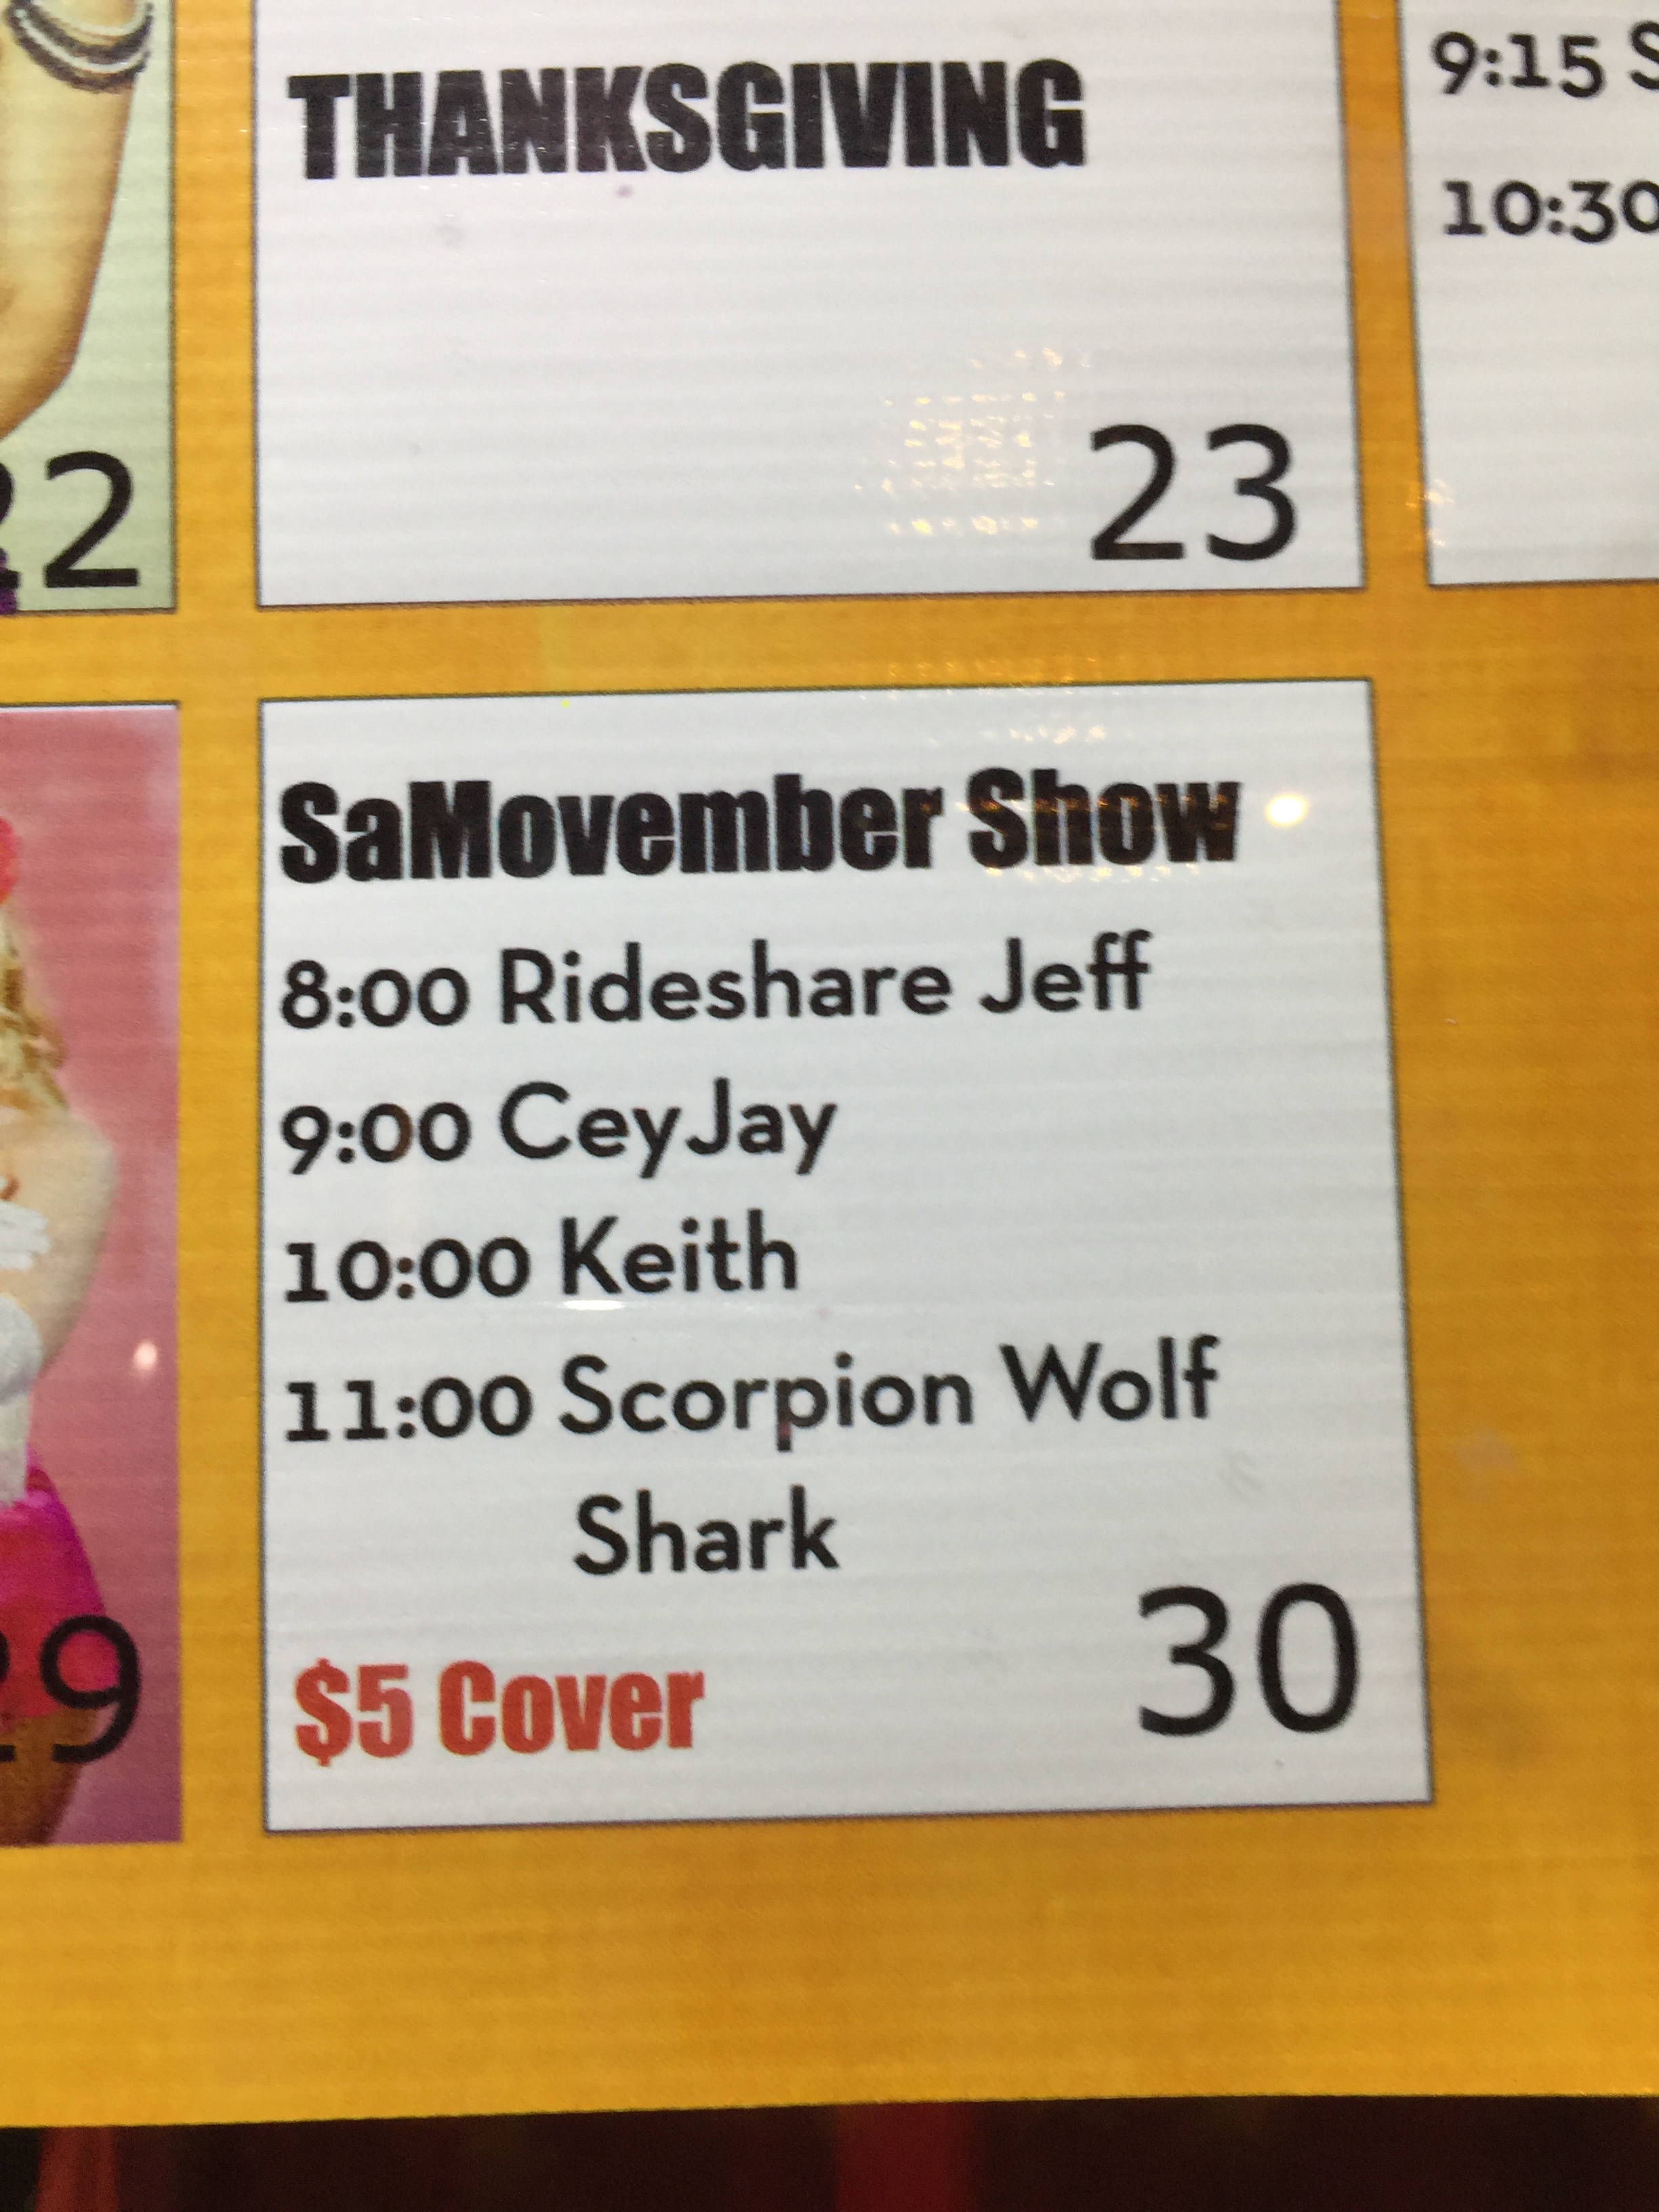 THANKSGIVING
9:15
10:30
22
23
SaMovember Show
8:00 Rideshare Jeff
9:00 CeyJay
10:00 Keith
11:00 Scorpion Wolf
Shark
$5 Cover
29
30